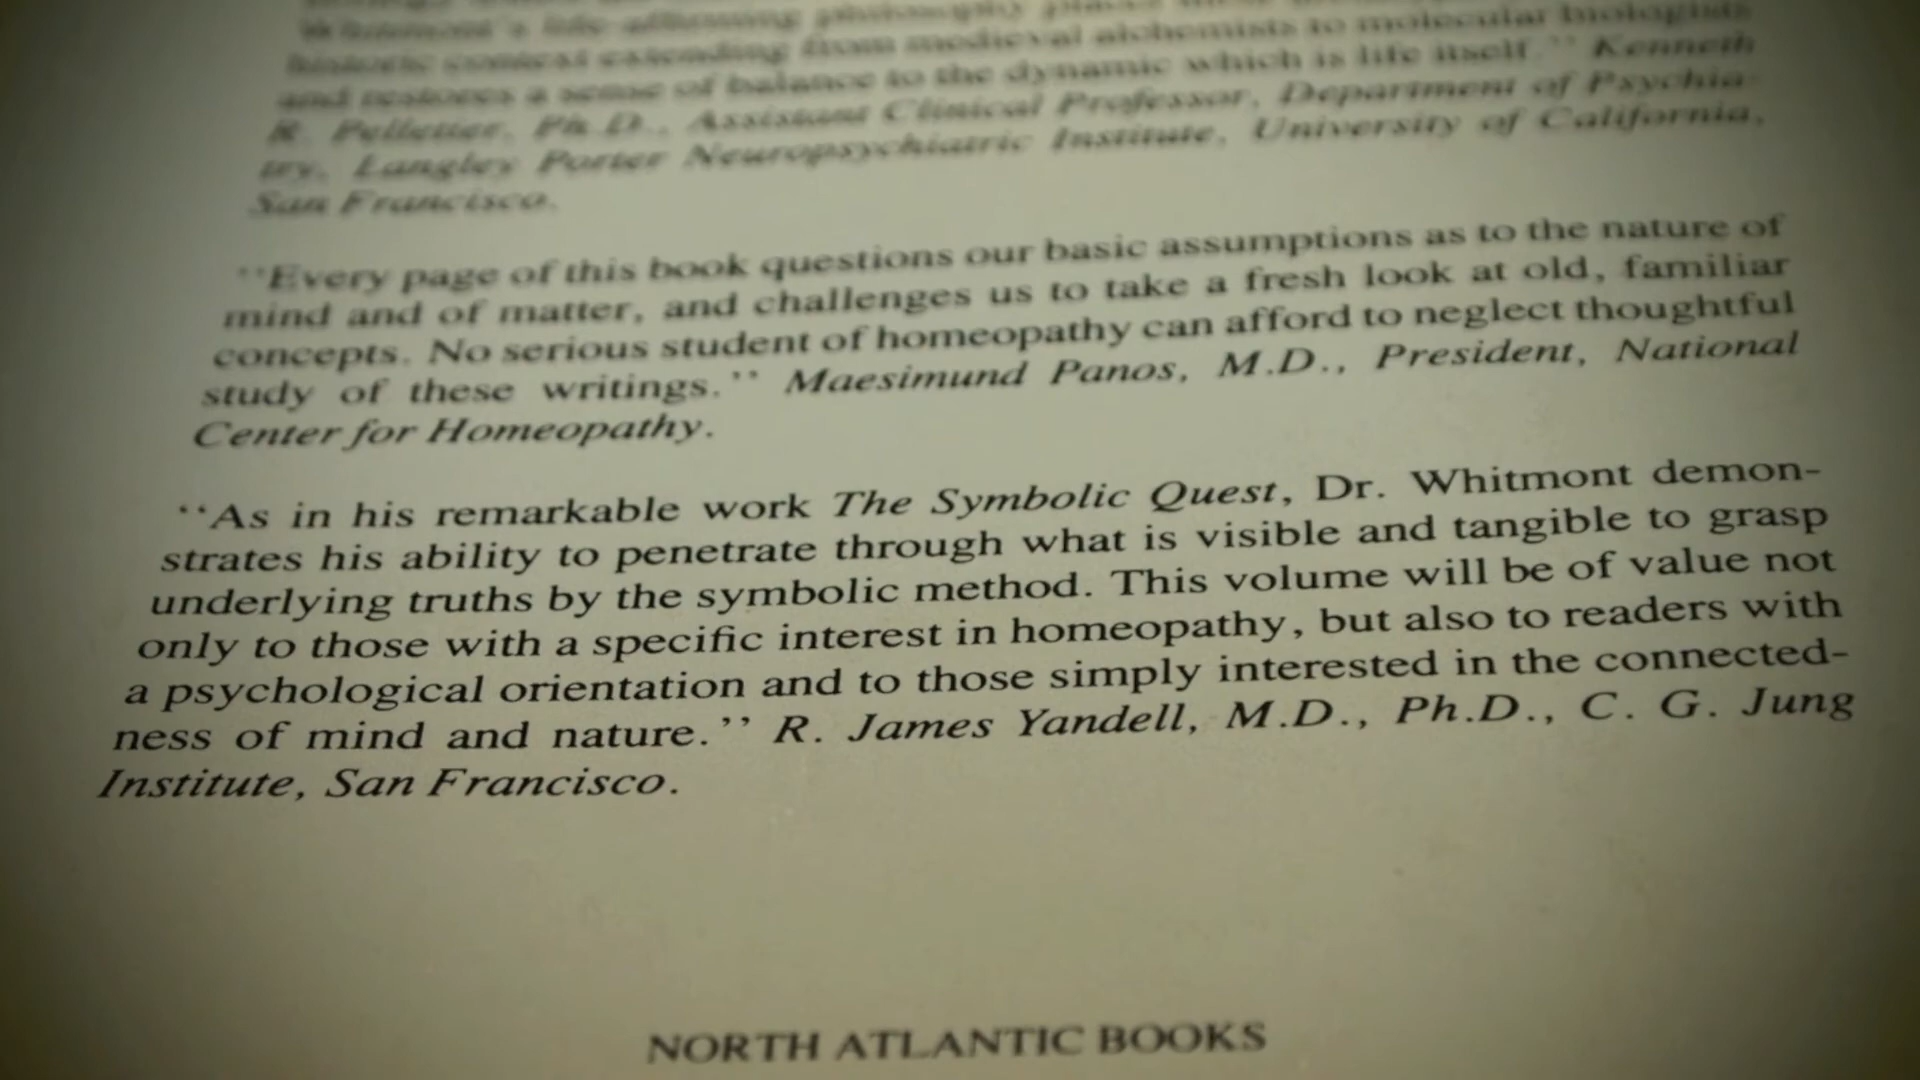 Whitmont's life-affirming philosophy places these
holistic context extending from medieval alchemists to molecular biologists
and restores a sense of balance to the dynamic which is life itself.'' Kenneth
R. Pelletier, Ph.D., Assistant Clinical Professor, Department of Psychia-
try, Langley Porter Neuropsychiatric Institute, University of California,
San Francisco.
''Every page of this book questions our basic assumptions as to the nature of
mind and of matter, and challenges us to take a fresh look at old, familiar
concepts. No serious student of homeopathy can afford to neglect thoughtful
study of these writings.'' Maesimund Panos, M.D., President, National
Center for Homeopathy.
''As in his remarkable work The Symbolic Quest, Dr. Whitmont demon-
strates his ability to penetrate through what is visible and tangible to grasp
underlying truths by the symbolic method. This volume will be of value not
only to those with a specific interest in homeopathy, but also to readers with
a psychological orientation and to those simply interested in the connected-
ness of mind and nature.'' R. James Yandell, M.D., Ph.D., C. G. Jung
Institute, San Francisco.
NORTH ATLANTIC BOOKS